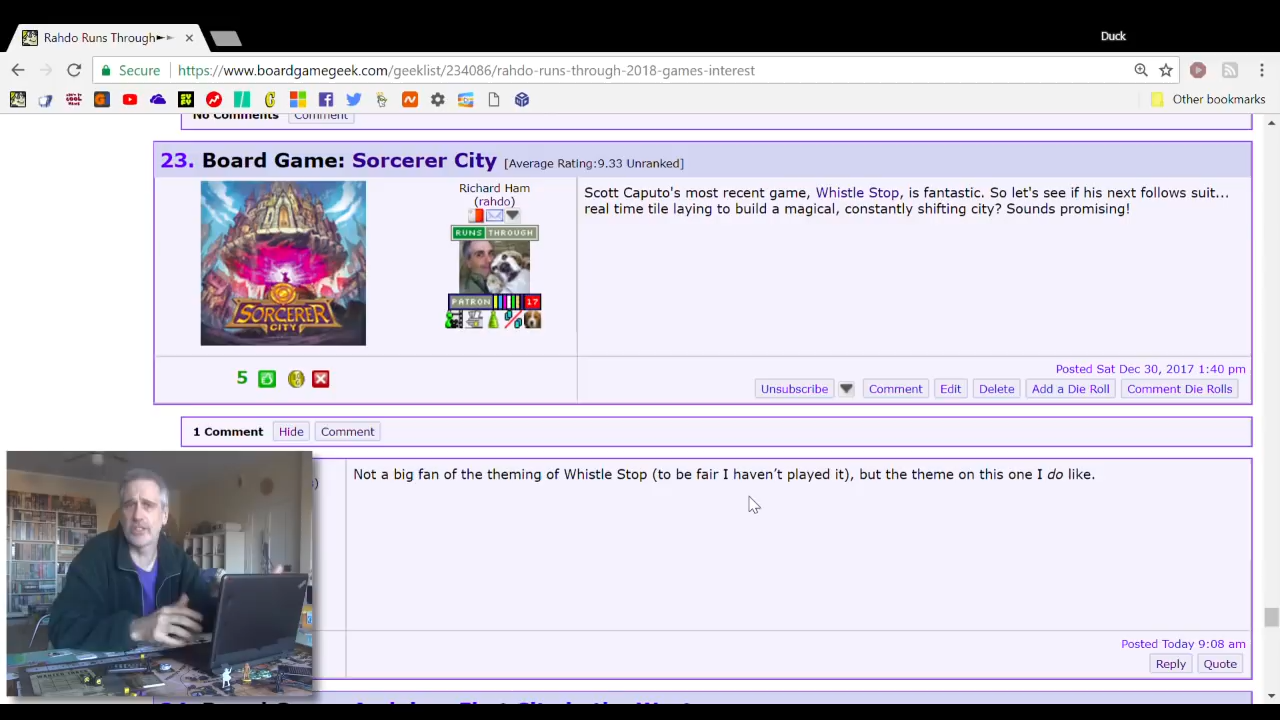 Rahdo Runs Through
Duck
Secure
https://www.boardgamegeek.com/geeklist/234086/rahdo-runs-through-2018-games-interest
Other bookmarks
No Comments Comment
23. Board Game: Sorcerer City [Average Rating:9.33 Unranked]
Richard Ham
(rahdo)
RUNS THROUGH
PATRON 17
SORCERER
CITY
Scott Caputo's most recent game, Whistle Stop, is fantastic. So let's see if his next follows suit...
real time tile laying to build a magical, constantly shifting city? Sounds promising!
5
Posted Sat Dec 30, 2017 1:40 pm
Unsubscribe Comment Edit Delete Add a Die Roll Comment Die Rolls
1 Comment Hide Comment
Not a big fan of the theming of Whistle Stop (to be fair I haven't played it), but the theme on this one I do like.
Posted Today 9:08 am
Reply Quote